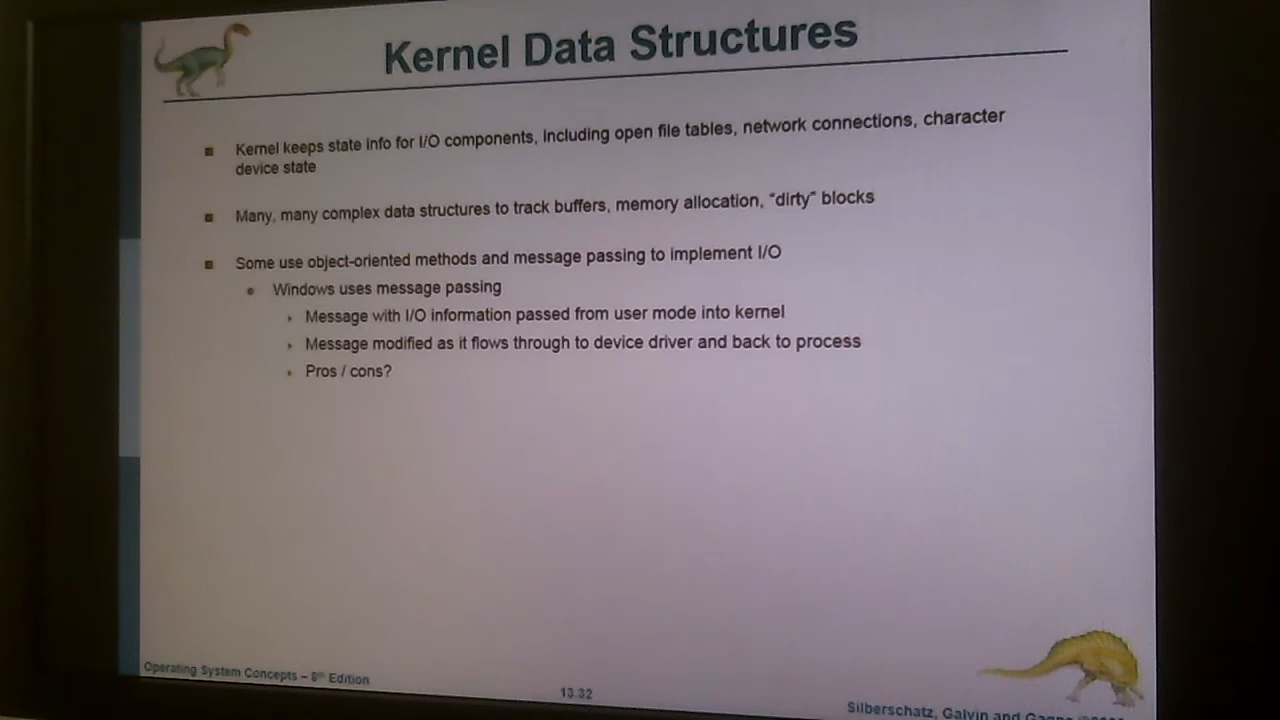 Kernel Data Structures
Kernel keeps state info for I/O components, including open file tables, network connections, character
device state
Many, many complex data structures to track buffers, memory allocation, "dirty" blocks
Some use object-oriented methods and message passing to implement I/O
Windows uses message passing
Message with I/O information passed from user mode into kernel
Message modified as it flows through to device driver and back to process
Pros / cons?
Operating System Concepts – 8th Edition
13.32
Silberschatz, Galvin and